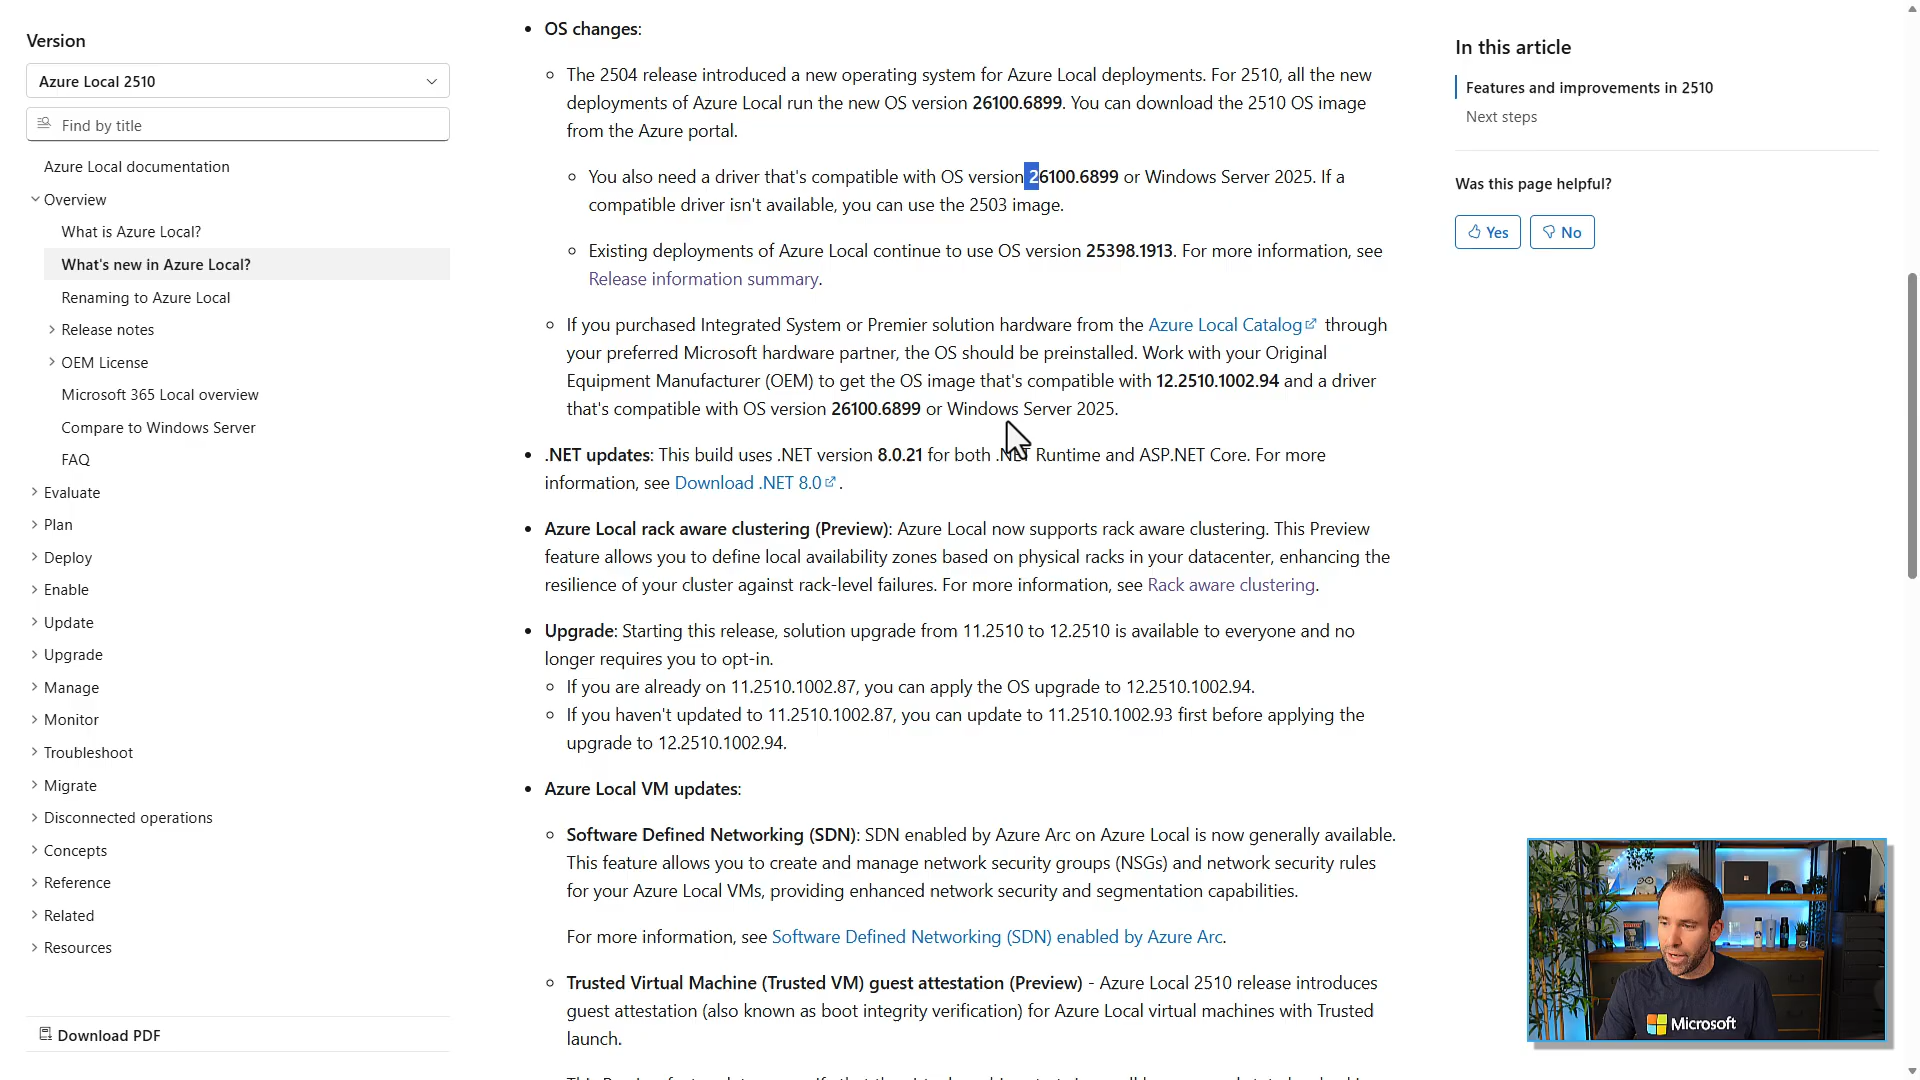 Version
Azure Local 2510
Find by title
Azure Local documentation
Overview
What is Azure Local?
What's new in Azure Local?
Renaming to Azure Local
Release notes
OEM License
Microsoft 365 Local overview
Compare to Windows Server
FAQ
Evaluate
Plan
Deploy
Enable
Update
Upgrade
Manage
Monitor
Troubleshoot
Migrate
Disconnected operations
Concepts
Reference
Related
Resources
Download PDF
OS changes:
The 2504 release introduced a new operating system for Azure Local deployments. For 2510, all the new
deployments of Azure Local run the new OS version 26100.6899. You can download the 2510 OS image
from the Azure portal.
You also need a driver that's compatible with OS version 26100.6899 or Windows Server 2025. If a
compatible driver isn't available, you can use the 2503 image.
Existing deployments of Azure Local continue to use OS version 25398.1913. For more information, see
Release information summary.
If you purchased Integrated System or Premier solution hardware from the Azure Local Catalog through
your preferred Microsoft hardware partner, the OS should be preinstalled. Work with your Original
Equipment Manufacturer (OEM) to get the OS image that's compatible with 12.2510.1002.94 and a driver
that's compatible with OS version 26100.6899 or Windows Server 2025.
.NET updates: This build uses .NET version 8.0.21 for both .NET Runtime and ASP.NET Core. For more
information, see Download .NET 8.0.
Azure Local rack aware clustering (Preview): Azure Local now supports rack aware clustering. This Preview
feature allows you to define local availability zones based on physical racks in your datacenter, enhancing the
resilience of your cluster against rack-level failures. For more information, see Rack aware clustering.
Upgrade: Starting this release, solution upgrade from 11.2510 to 12.2510 is available to everyone and no
longer requires you to opt-in.
If you are already on 11.2510.1002.87, you can apply the OS upgrade to 12.2510.1002.94.
If you haven't updated to 11.2510.1002.87, you can update to 11.2510.1002.93 first before applying the
upgrade to 12.2510.1002.94.
Azure Local VM updates:
Software Defined Networking (SDN): SDN enabled by Azure Arc on Azure Local is now generally available.
This feature allows you to create and manage network security groups (NSGs) and network security rules
for your Azure Local VMs, providing enhanced network security and segmentation capabilities.
For more information, see Software Defined Networking (SDN) enabled by Azure Arc.
Trusted Virtual Machine (Trusted VM) guest attestation (Preview) - Azure Local 2510 release introduces
guest attestation (also known as boot integrity verification) for Azure Local virtual machines with Trusted
launch.
In this article
Features and improvements in 2510
Next steps
Was this page helpful?
Yes
No
Microsoft